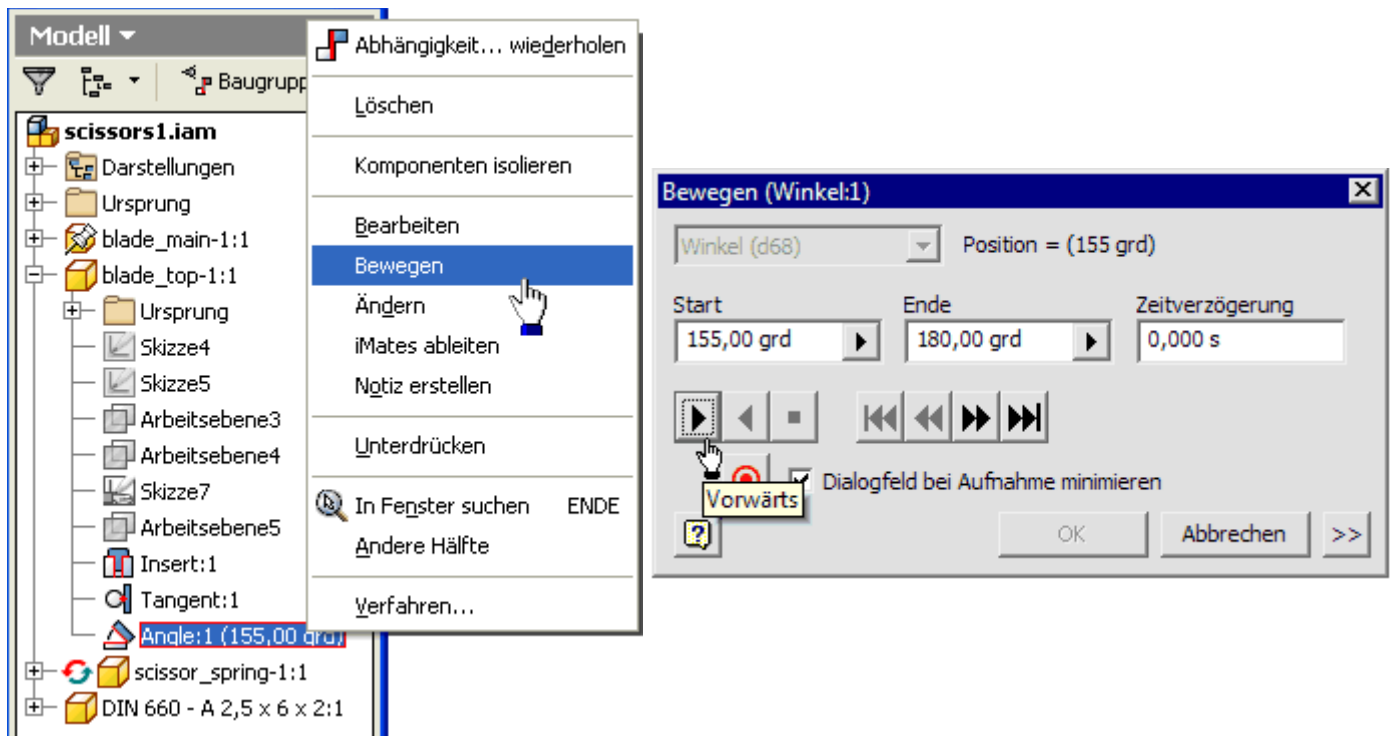 Modell
Baugrupp
scissors1.iam
Darstellungen
Ursprung
blade_main-1:1
blade_top-1:1
Ursprung
Skizze4
Skizze5
Arbeitsebene3
Arbeitsebene4
Skizze7
Arbeitsebene5
Insert:1
Tangent:1
Angle:1 (155,00 grd)
scissor_spring-1:1
DIN 660 - A 2,5 x 6 x 2:1
Abhängigkeit... wiederholen
Löschen
Komponenten isolieren
Bearbeiten
Bewegen
Ändern
iMates ableiten
Notiz erstellen
Unterdrücken
In Fenster suchen ENDE
Andere Hälfte
Verfahren...
Bewegen (Winkel:1)
Winkel (d68) Position = (155 grd)
Start Ende Zeitverzögerung
155,00 grd 180,00 grd 0,000 s
Dialogfeld bei Aufnahme minimieren
Vorwärts
OK Abbrechen >>